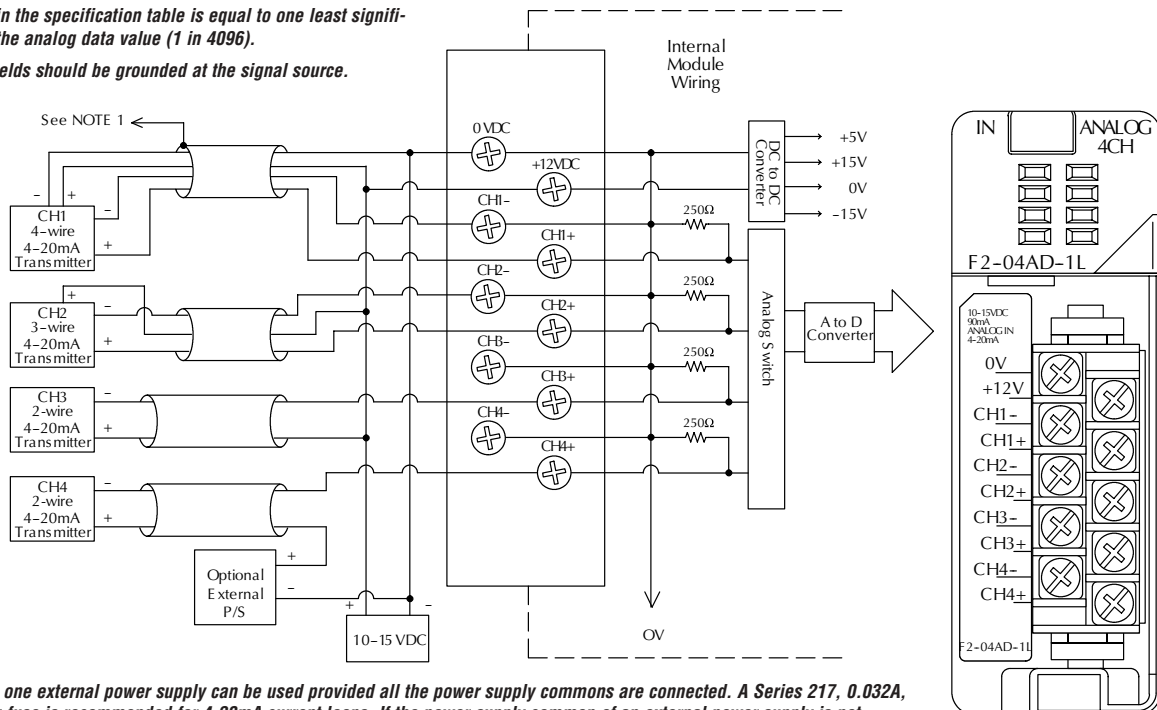 in the specification table is equal to one least signifi-
the analog data value (1 in 4096).
elds should be grounded at the signal source.
See NOTE 1
Internal
Module
Wiring
0 VDC
+12VDC
CH1-
CH1+
CH2-
CH2+
CH3-
CH3+
CH4-
CH4+
- +
CH1
4-wire
4-20mA
Transmitter
-
+
+
CH2
3-wire
4-20mA
Transmitter
-
+
CH3
2-wire
4-20mA
Transmitter
-
+
CH4
2-wire
4-20mA
Transmitter
-
+
Optional
External
P/S
+
-
+ -
10-15 VDC
250Ω
250Ω
250Ω
250Ω
DC to DC
Converter
+5V
+15V
0V
-15V
Analog Switch
A to D
Converter
0V
IN
ANALOG
4CH
F2-04AD-1L
10-15VDC
90mA
ANALOG IN
4-20mA
0V
+12V
CH1-
CH1+
CH2-
CH2+
CH3-
CH3+
CH4-
CH4+
F2-04AD-1L
one external power supply can be used provided all the power supply commons are connected. A Series 217, 0.032A,
fuse is recommended for 4-20mA current loops. If the power supply common of an external power supply is not